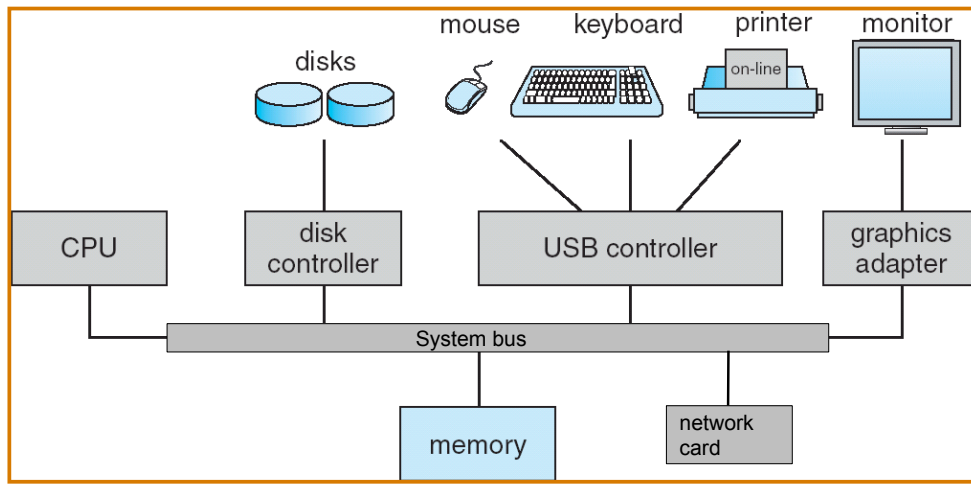 mouse
keyboard
printer
monitor
disks
on-line
CPU
disk
controller
USB controller
graphics
adapter
System bus
memory
network
card